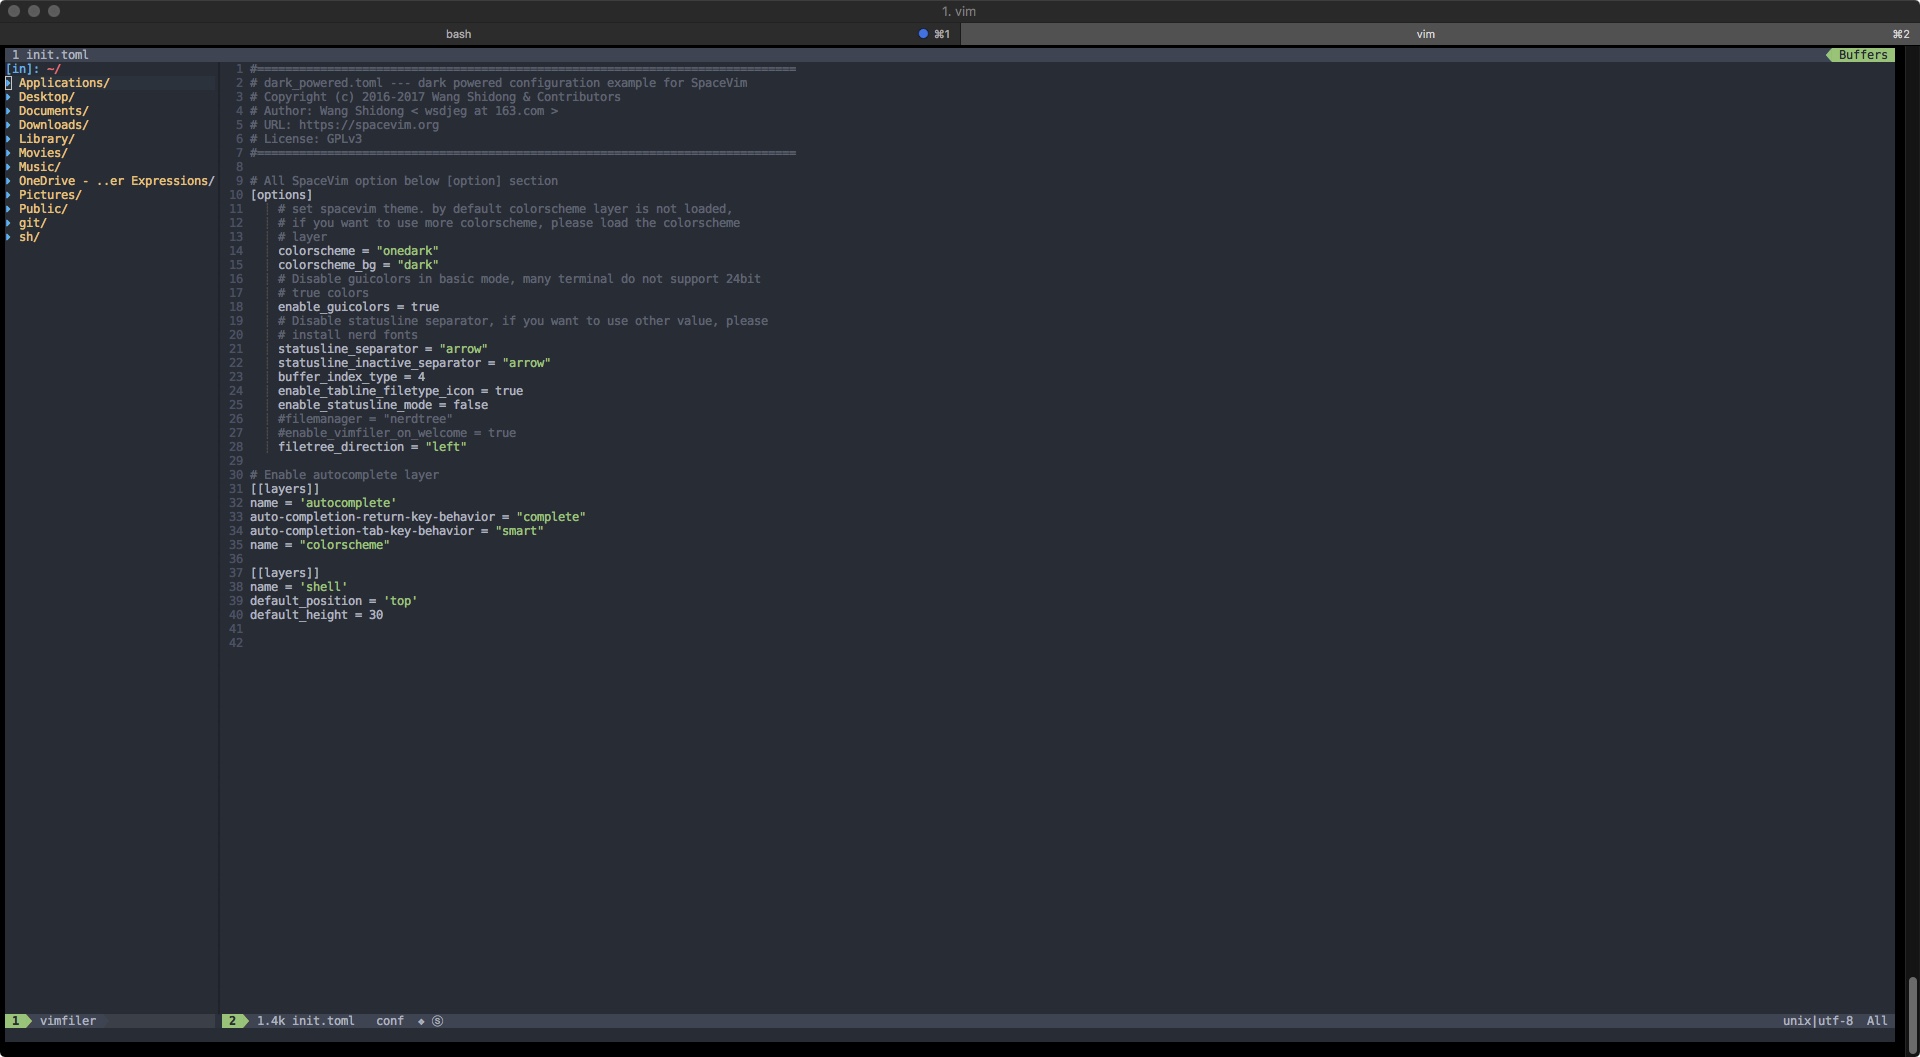 1. vim
bash ⌘1 vim ⌘2
1 init.toml Buffers
[in]: ~/
Applications/
Desktop/
Documents/
Downloads/
Library/
Movies/
Music/
OneDrive - ..er Expressions/
Pictures/
Public/
git/
sh/
1 #=============================================================================
2 # dark_powered.toml --- dark powered configuration example for SpaceVim
3 # Copyright (c) 2016-2017 Wang Shidong & Contributors
4 # Author: Wang Shidong < wsdjeg at 163.com >
5 # URL: https://spacevim.org
6 # License: GPLv3
7 #=============================================================================
8
9 # All SpaceVim option below [option] section
10 [options]
11 # set spacevim theme. by default colorscheme layer is not loaded,
12 # if you want to use more colorscheme, please load the colorscheme
13 # layer
14 colorscheme = "onedark"
15 colorscheme_bg = "dark"
16 # Disable guicolors in basic mode, many terminal do not support 24bit
17 # true colors
18 enable_guicolors = true
19 # Disable statusline separator, if you want to use other value, please
20 # install nerd fonts
21 statusline_separator = "arrow"
22 statusline_inactive_separator = "arrow"
23 buffer_index_type = 4
24 enable_tabline_filetype_icon = true
25 enable_statusline_mode = false
26 #filemanager = "nerdtree"
27 #enable_vimfiler_on_welcome = true
28 filetree_direction = "left"
29
30 # Enable autocomplete layer
31 [[layers]]
32 name = 'autocomplete'
33 auto-completion-return-key-behavior = "complete"
34 auto-completion-tab-key-behavior = "smart"
35 name = "colorscheme"
36
37 [[layers]]
38 name = 'shell'
39 default_position = 'top'
40 default_height = 30
41
42
1 vimfiler
2 1.4k init.toml conf ⬥ Ⓢ unix|utf-8 All